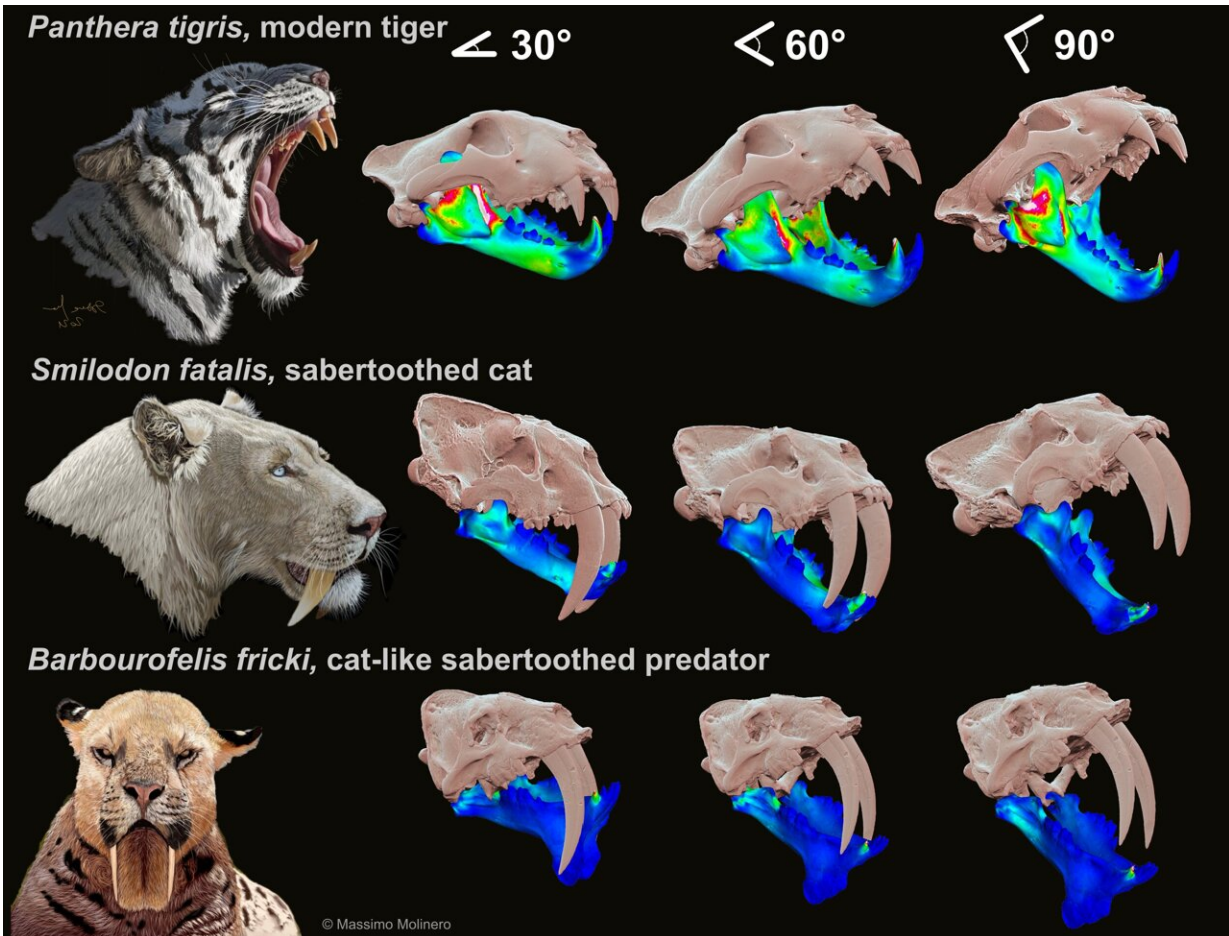 Panthera tigris, modern tiger
30° 60° 90°
Smilodon fatalis, sabertoothed cat
Barbourofelis fricki, cat-like sabertoothed predator
© Massimo Molinero